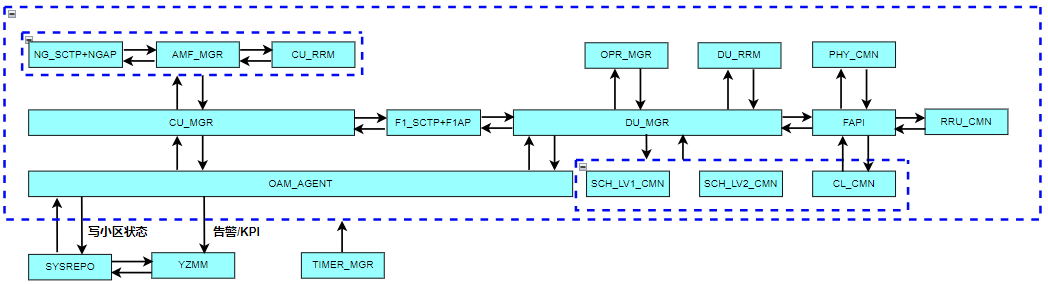 NG_SCTP+NGAP
AMF_MGR
CU_RRM
OPR_MGR
DU_RRM
PHY_CMN
CU_MGR
F1_SCTP+F1AP
DU_MGR
FAPI
RRU_CMN
OAM_AGENT
SCH_LV1_CMN
SCH_LV2_CMN
CL_CMN
写小区状态
告警/KPI
SYSREPO
YZMM
TIMER_MGR